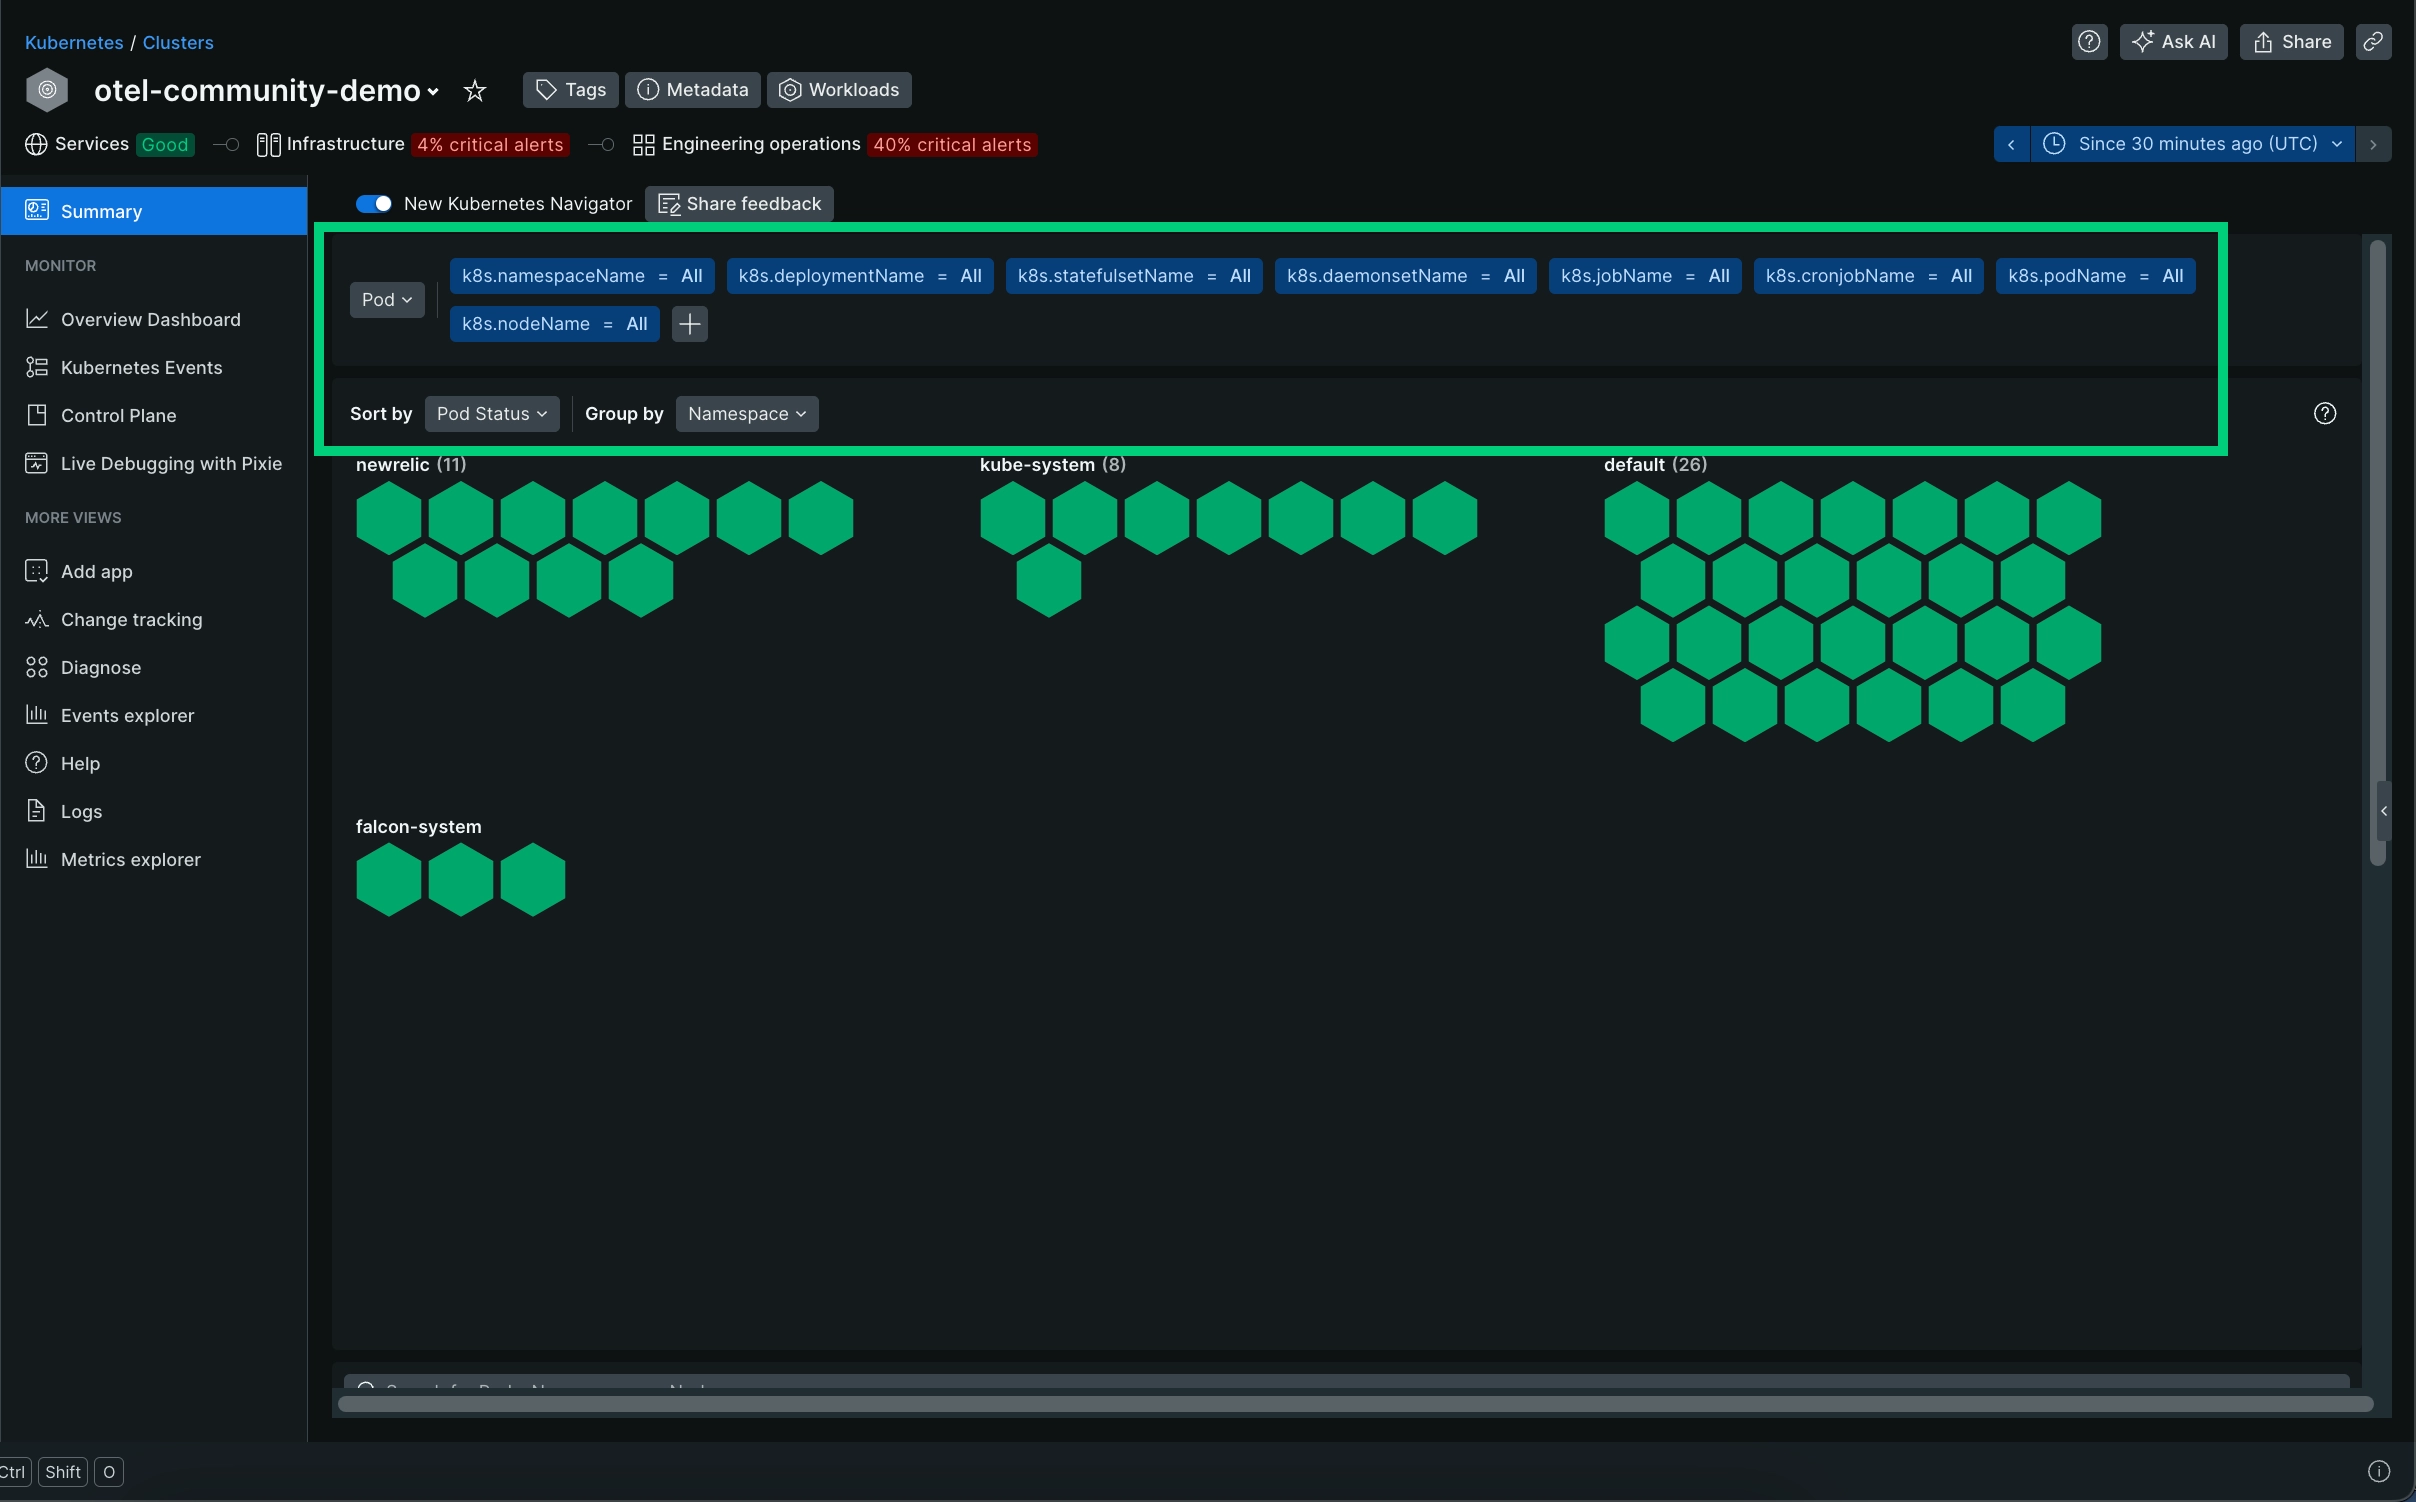 Kubernetes / Clusters
Ask AI
Share
otel-community-demo
Tags
Metadata
Workloads
Services Good
Infrastructure 4% critical alerts
Engineering operations 40% critical alerts
Since 30 minutes ago (UTC)
Summary
MONITOR
Overview Dashboard
Kubernetes Events
Control Plane
Live Debugging with Pixie
MORE VIEWS
Add app
Change tracking
Diagnose
Events explorer
Help
Logs
Metrics explorer
New Kubernetes Navigator
Share feedback
Pod
k8s.namespaceName = All
k8s.deploymentName = All
k8s.statefulsetName = All
k8s.daemonsetName = All
k8s.jobName = All
k8s.cronjobName = All
k8s.podName = All
k8s.nodeName = All
Sort by Pod Status
Group by Namespace
newrelic (11)
kube-system (8)
default (26)
falcon-system
Ctrl Shift O